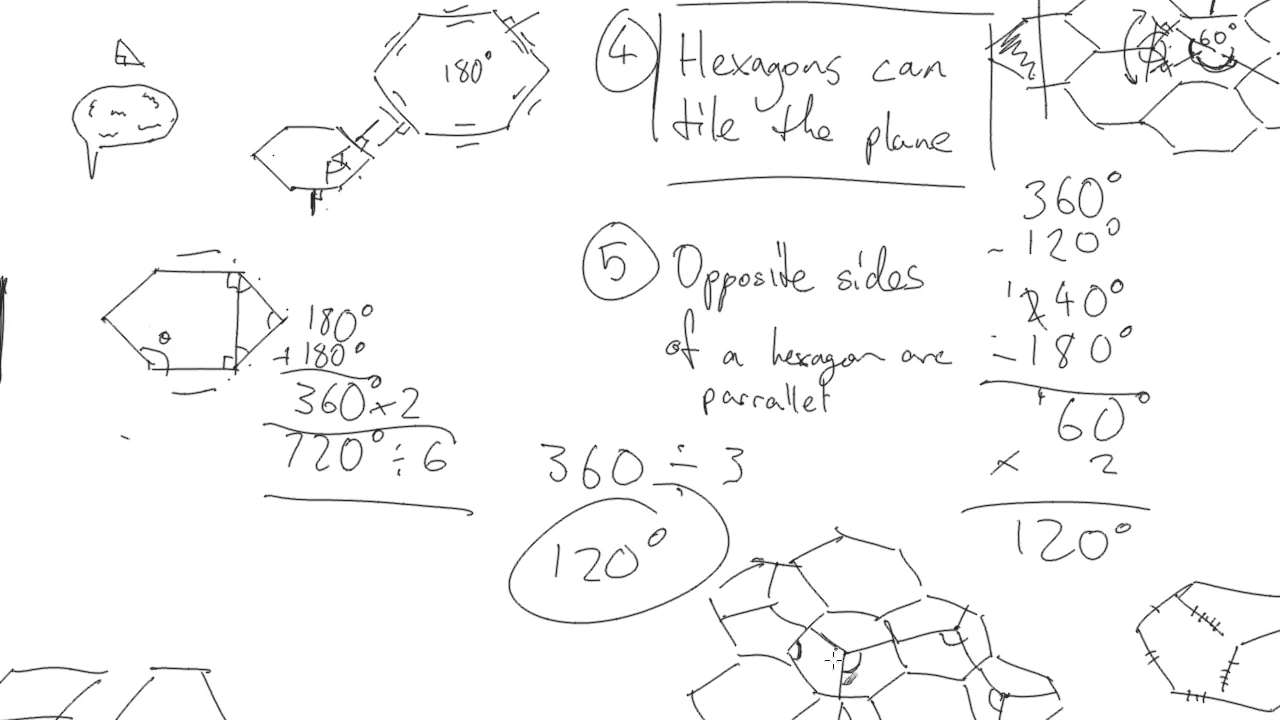 180°
4
Hexagons can
tile the plane
60°
5
Opposite sides
of a hexagon are
parrallel
θ
180°
+ 180°
360° × 2
720° ÷ 6
360 ÷ 3
120°
360°
- 120°
240°
- 180°
60°
× 2
120°